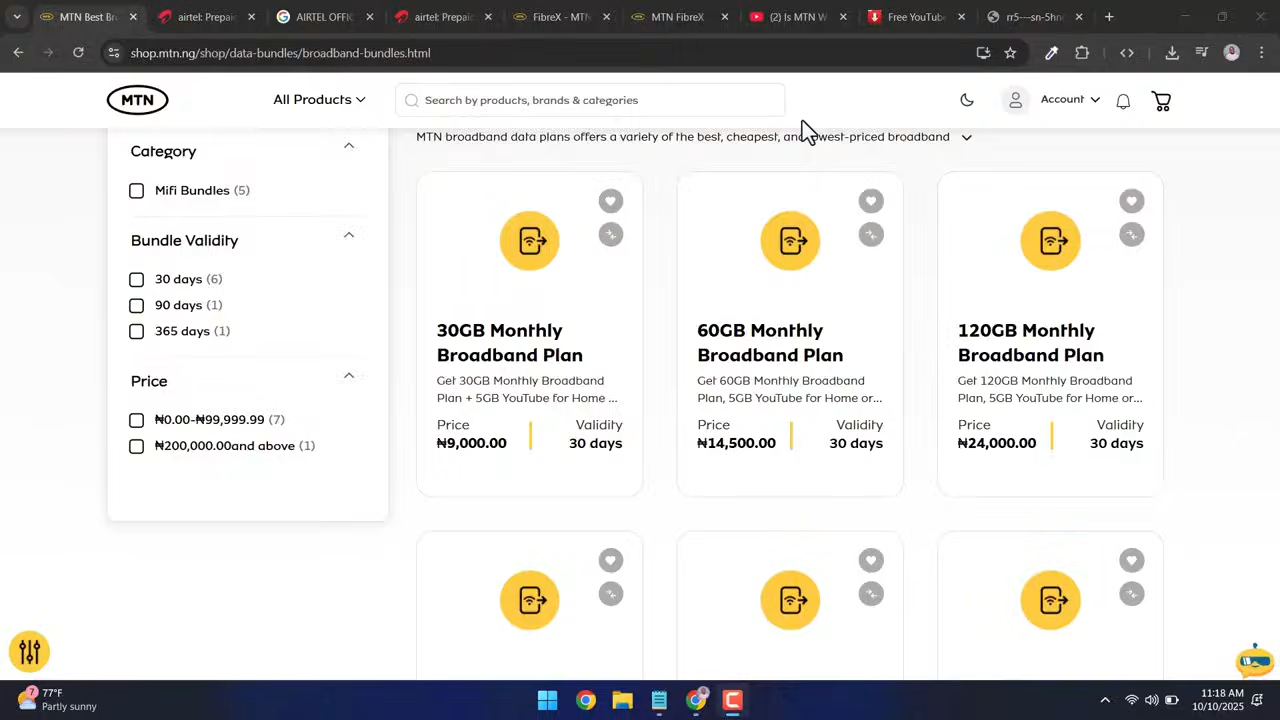 MTN Best Br
airtel: Prepaic
AIRTEL OFFIC
airtel: Prepaic
FibreX - MTN
MTN FibreX
(2) Is MTN W
Free YouTube
rr5---sn-5hnc
shop.mtn.ng/shop/data-bundles/broadband-bundles.html
MTN
All Products
Search by products, brands & categories
Account
MTN broadband data plans offers a variety of the best, cheapest, and lowest-priced broadband
Category
Mifi Bundles (5)
Bundle Validity
30 days (6)
90 days (1)
365 days (1)
Price
₦0.00-₦99,999.99 (7)
₦200,000.00and above (1)
30GB Monthly
Broadband Plan
Get 30GB Monthly Broadband
Plan + 5GB YouTube for Home ...
Price
Validity
₦9,000.00
30 days
60GB Monthly
Broadband Plan
Get 60GB Monthly Broadband
Plan, 5GB YouTube for Home or...
Price
Validity
₦14,500.00
30 days
120GB Monthly
Broadband Plan
Get 120GB Monthly Broadband
Plan, 5GB YouTube for Home or...
Price
Validity
₦24,000.00
30 days
7
77°F
Partly sunny
11:18 AM
10/10/2025